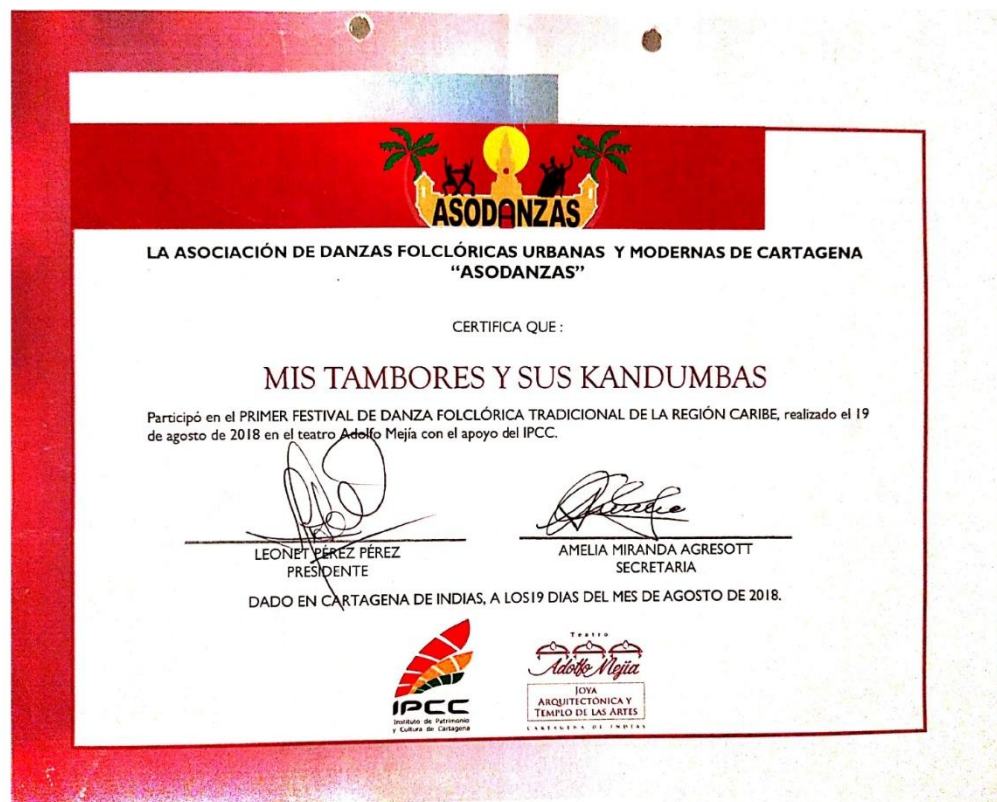 ASODANZAS
LA ASOCIACIÓN DE DANZAS FOLCLÓRICAS URBANAS Y MODERNAS DE CARTAGENA
“ASODANZAS”
CERTIFICA QUE :
MIS TAMBORES Y SUS KANDUMBAS
Participó en el PRIMER FESTIVAL DE DANZA FOLCLÓRICA TRADICIONAL DE LA REGIÓN CARIBE, realizado el 19
de agosto de 2018 en el teatro Adolfo Mejía con el apoyo del IPCC.
LEONET PÉREZ PÉREZ
PRESIDENTE
AMELIA MIRANDA AGRESOTT
SECRETARIA
DADO EN CARTAGENA DE INDIAS, A LOS19 DIAS DEL MES DE AGOSTO DE 2018.
IPCC
Instituto de Patrimonio
y Cultura de Cartagena
Teatro
Adolfo Mejía
JOYA
ARQUITECTÓNICA Y
TEMPLO DE LAS ARTES
CARTAGENA DE INDIAS